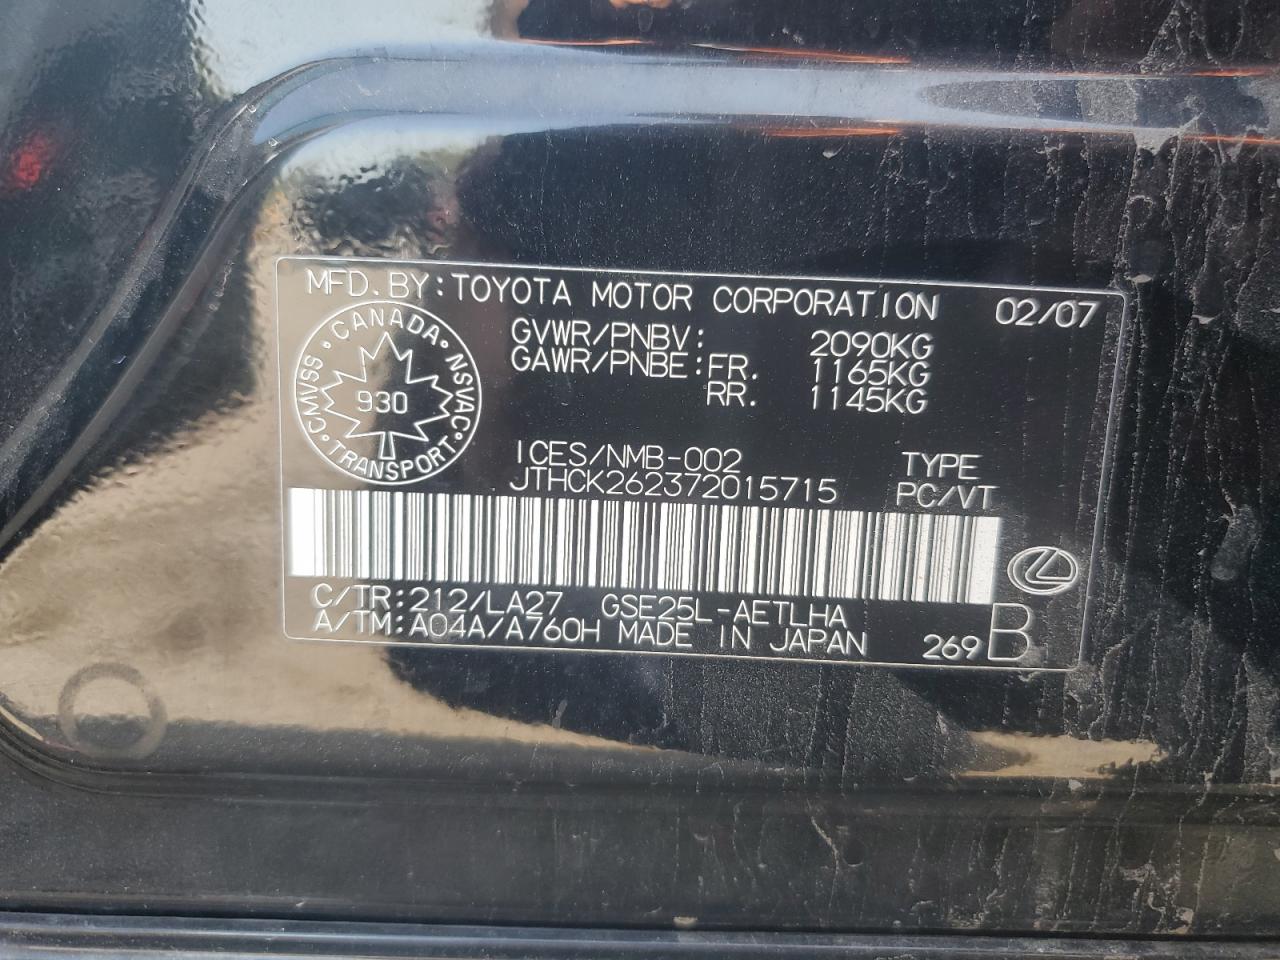 MFD. BY: TOYOTA MOTOR CORPORATION 02/07
GVWR/PNBV: 2090KG
GAWR/PNBE: FR. 1165KG
RR. 1145KG
CANADA · NSVAC · TRANSPORT · CMVSS ·
930
ICES/NMB-002 TYPE
JTHCK262372015715 PC/VT
C/TR: 212/LA27 GSE25L-AETLHA
A/TM: A04A/A760H MADE IN JAPAN 269 B